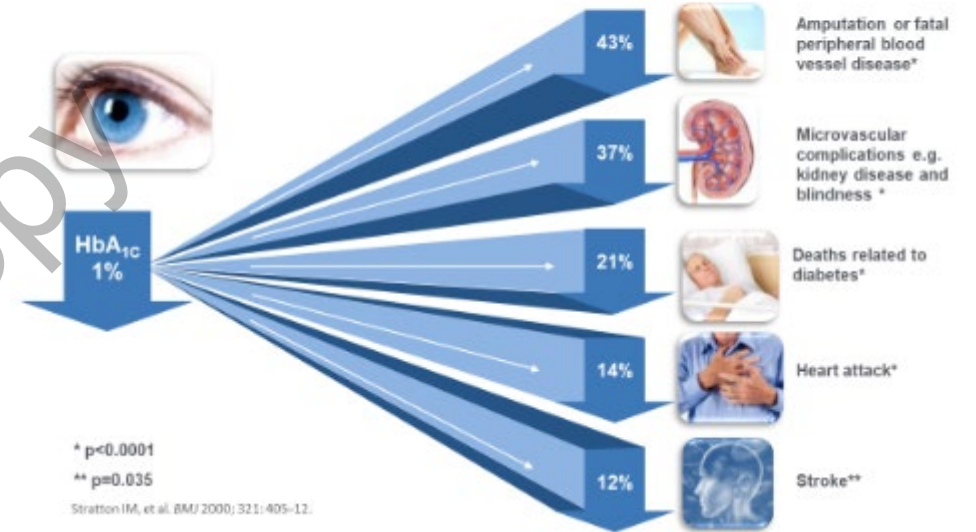 43%
Amputation or fatal
peripheral blood
vessel disease*
37%
Microvascular
complications e.g.
kidney disease and
blindness *
HbA1C
1%
21%
Deaths related to
diabetes*
14%
Heart attack*
* p<0.0001
** p=0.035
12%
Stroke**
Stratton IM, et al. BMJ 2000; 321: 405–12.